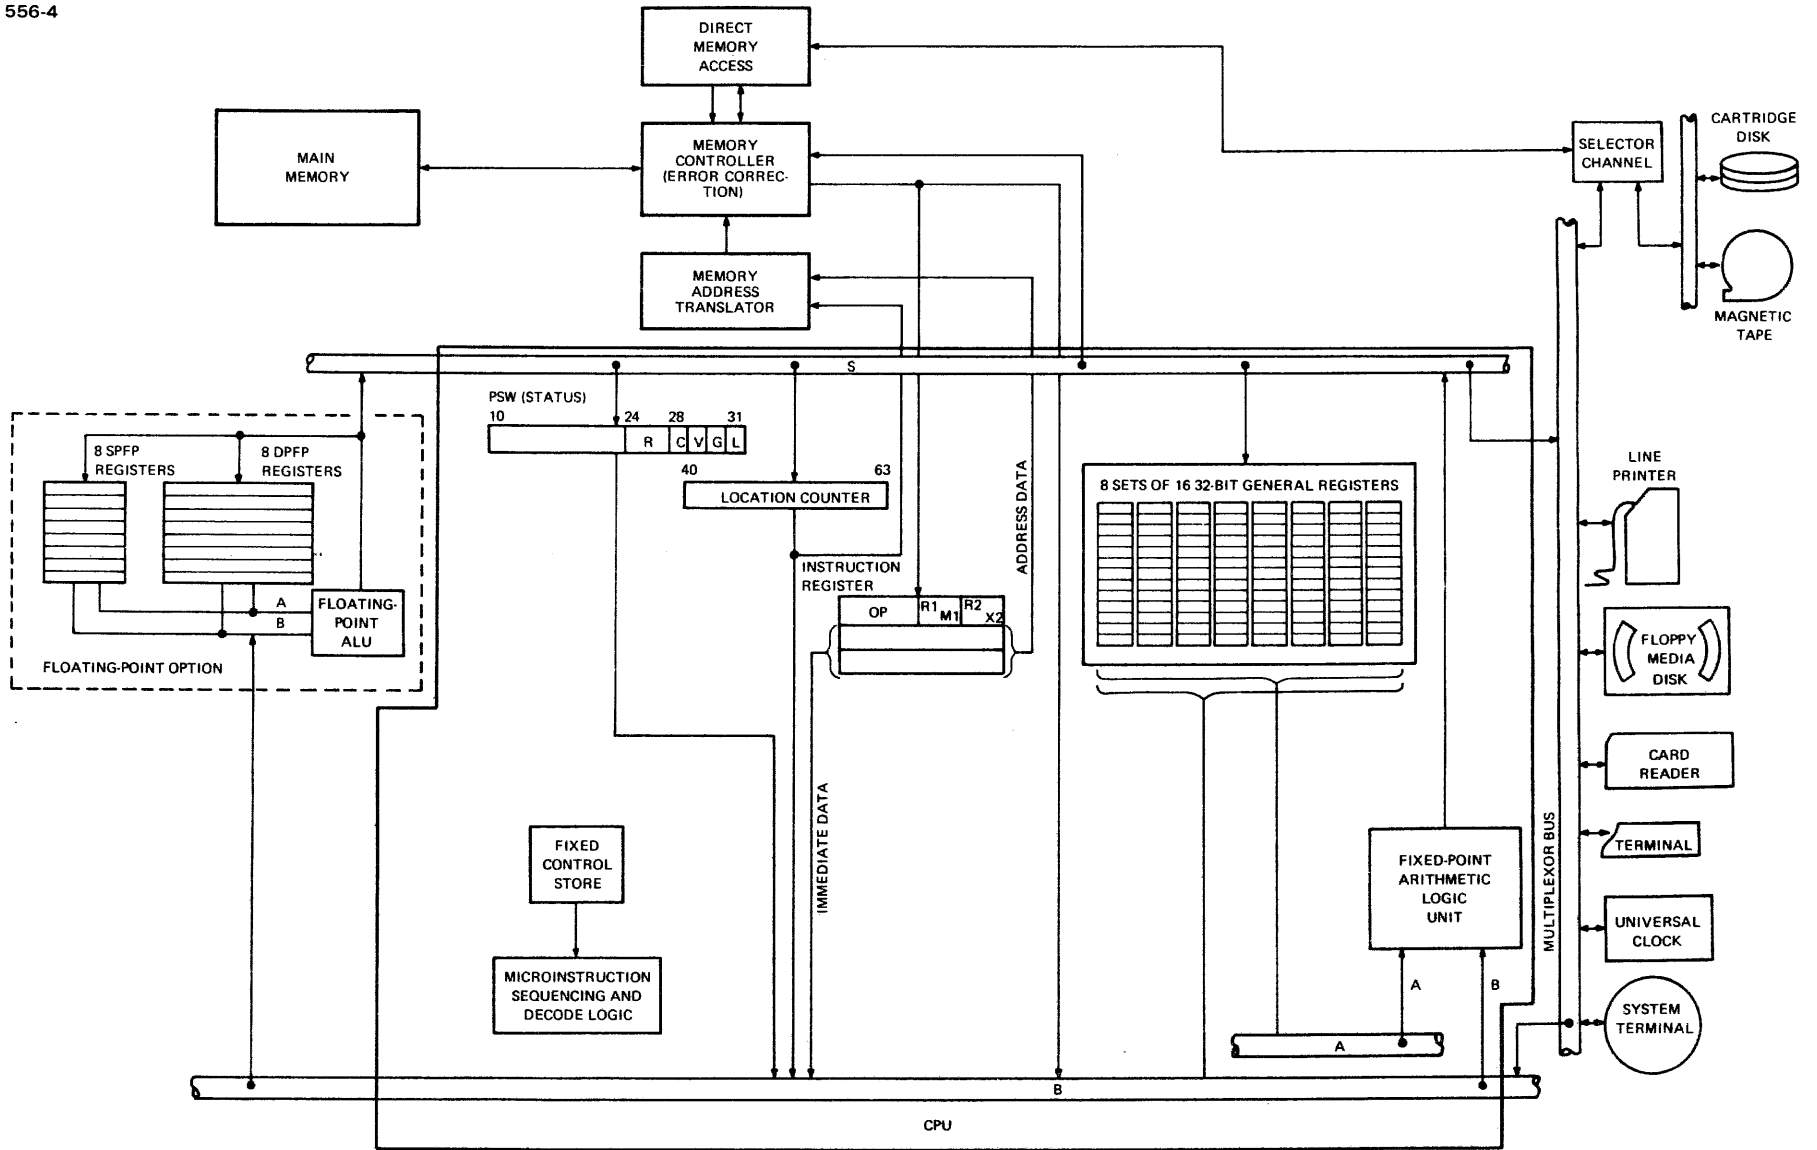 556-4
DIRECT
MEMORY
ACCESS
MAIN
MEMORY
MEMORY
CONTROLLER
(ERROR CORREC-
TION)
MEMORY
ADDRESS
TRANSLATOR
SELECTOR
CHANNEL
CARTRIDGE
DISK
MAGNETIC
TAPE
S
PSW (STATUS)
10 24 28 31
R C V G L
40 63
LOCATION COUNTER
8 SPFP
REGISTERS
8 DPFP
REGISTERS
A
B
FLOATING-
POINT
ALU
FLOATING-POINT OPTION
INSTRUCTION
REGISTER
OP R1 M1 R2 X2
ADDRESS DATA
IMMEDIATE DATA
8 SETS OF 16 32-BIT GENERAL REGISTERS
FIXED
CONTROL
STORE
MICROINSTRUCTION
SEQUENCING AND
DECODE LOGIC
FIXED-POINT
ARITHMETIC
LOGIC
UNIT
A
B
A
B
CPU
MULTIPLEXOR BUS
LINE
PRINTER
FLOPPY
MEDIA
DISK
CARD
READER
TERMINAL
UNIVERSAL
CLOCK
SYSTEM
TERMINAL